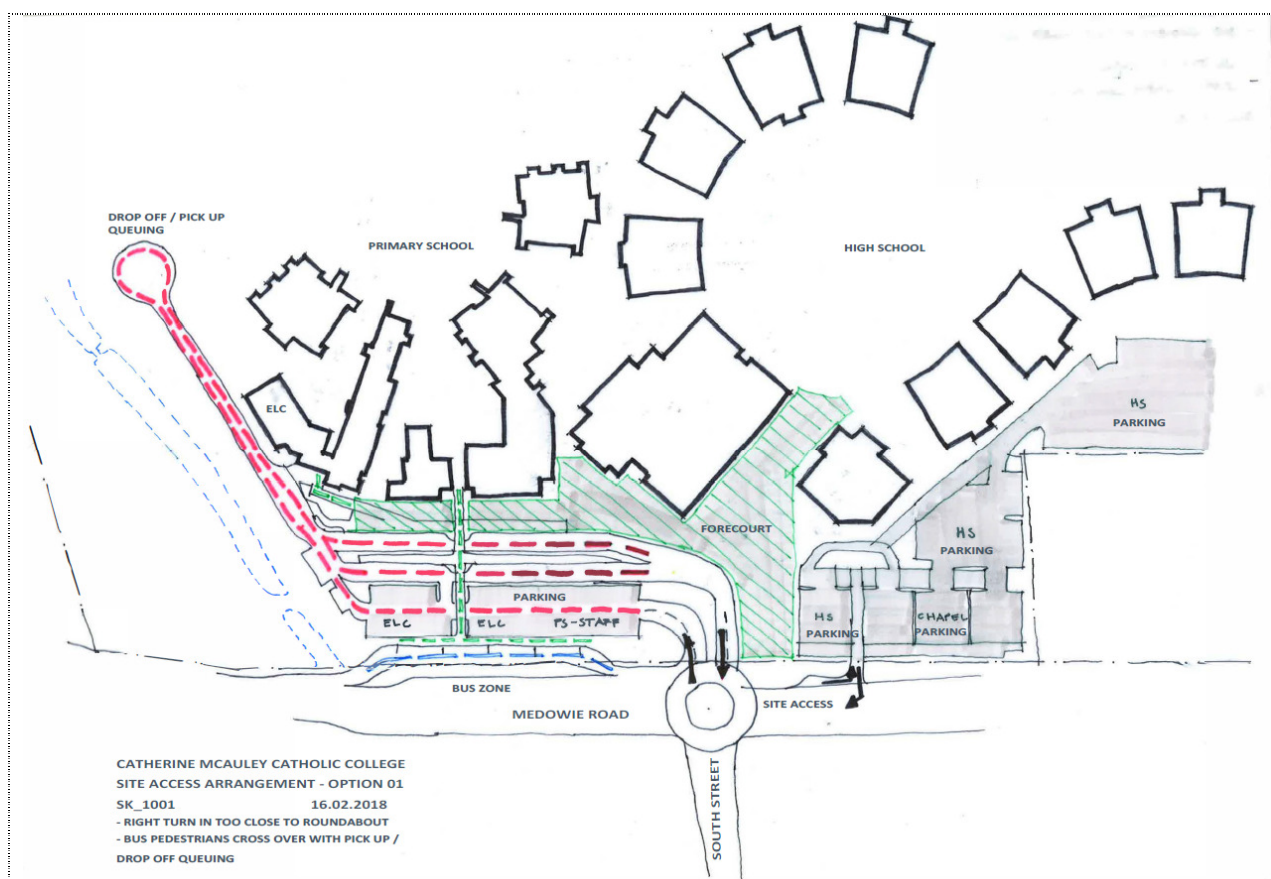 DROP OFF / PICK UP
QUEUING
PRIMARY SCHOOL
HIGH SCHOOL
ELC
HS
PARKING
FORECOURT
HS
PARKING
PARKING
ELC
ELC
PS-STAFF
HS
PARKING
CHAPEL
PARKING
BUS ZONE
MEDOWIE ROAD
SITE ACCESS
SOUTH STREET
CATHERINE MCAULEY CATHOLIC COLLEGE
SITE ACCESS ARRANGEMENT - OPTION 01
SK_1001 16.02.2018
- RIGHT TURN IN TOO CLOSE TO ROUNDABOUT
- BUS PEDESTRIANS CROSS OVER WITH PICK UP /
DROP OFF QUEUING